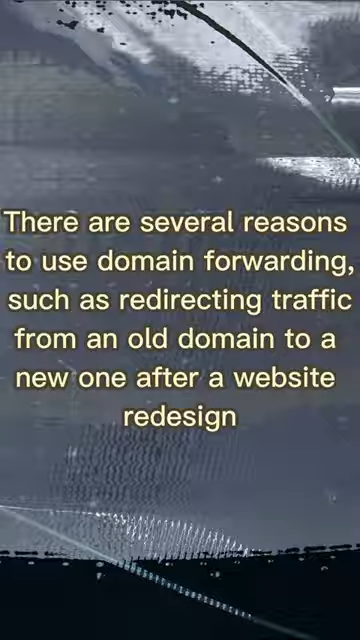 There are several reasons
to use domain forwarding,
such as redirecting traffic
from an old domain to a
new one after a website
redesign